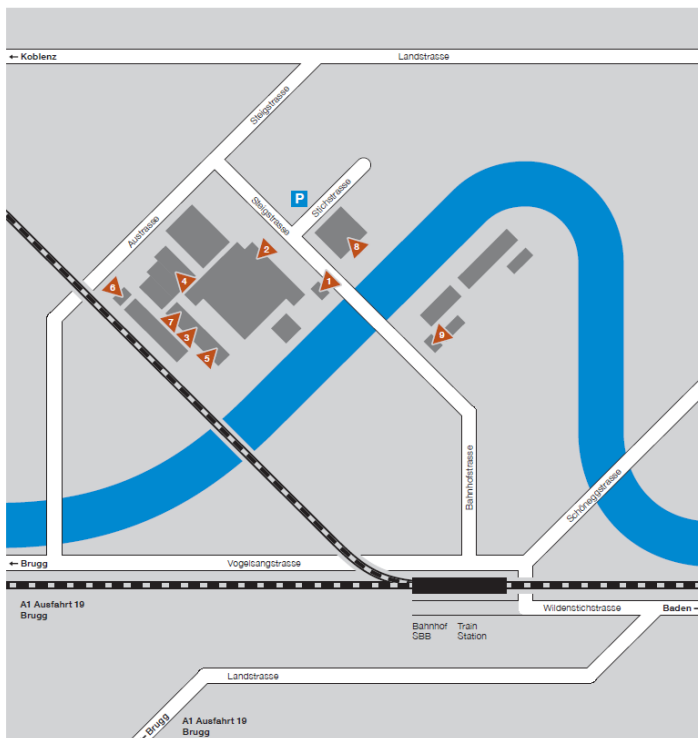 ← Koblenz
Landstrasse
Steigstrasse
P
Stichstrasse
Steigstrasse
Austrasse
2
8
4
1
6
7
3
5
9
Bahnhofstrasse
Schöneggstrasse
← Brugg
Vogelsangstrasse
A1 Ausfahrt 19
Brugg
Wildenstichstrasse
Baden →
Bahnhof Train
SBB Station
Landstrasse
← Brugg
A1 Ausfahrt 19
Brugg